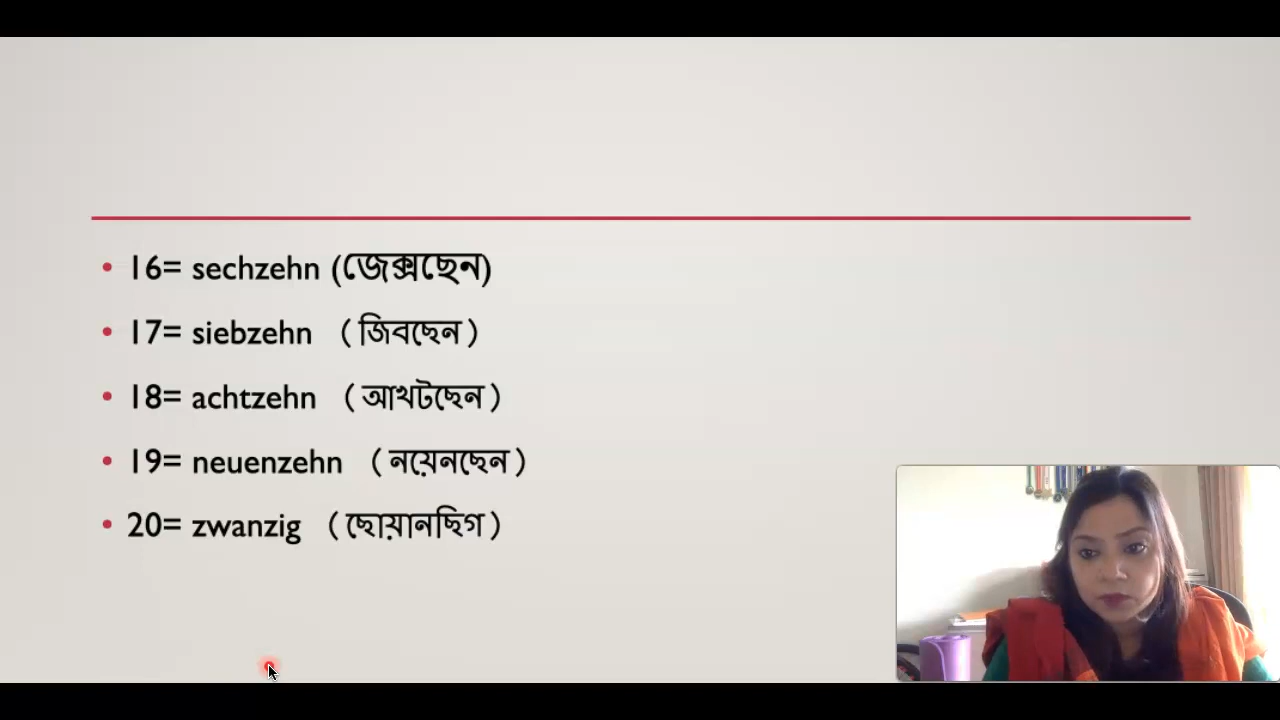 • 16= sechzehn (জেক্সছেন)
• 17= siebzehn ( জিবছেন )
• 18= achtzehn ( আখটছেন )
• 19= neuenzehn ( নয়েনছেন )
• 20= zwanzig ( ছোয়ানছিগ )